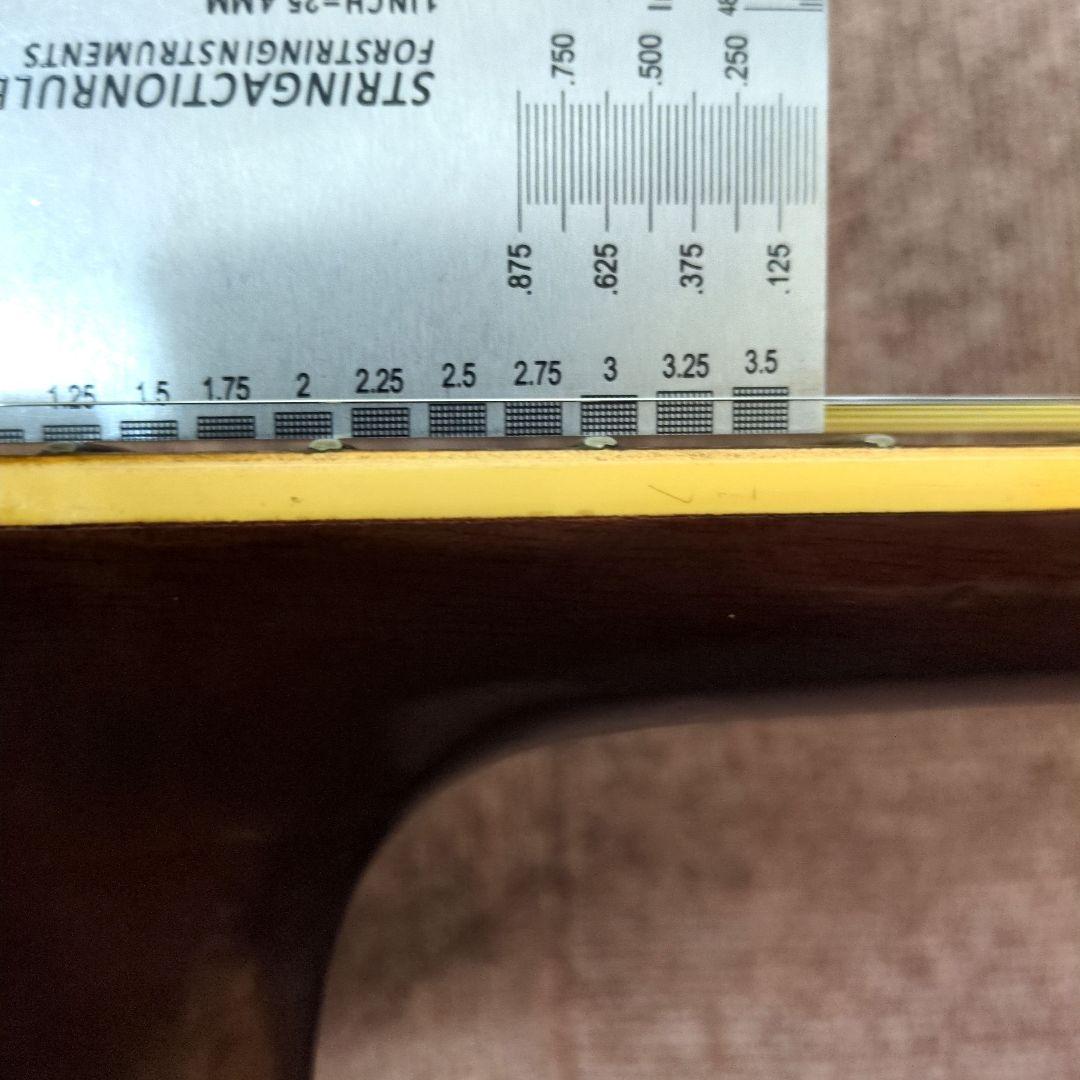 1INCH=25.4MM
FORSTRINGINSTRUMENTS
STRINGACTIONRULE
.750 .500 .250
.875 .625 .375 .125
1.25 1.5 1.75 2 2.25 2.5 2.75 3 3.25 3.5